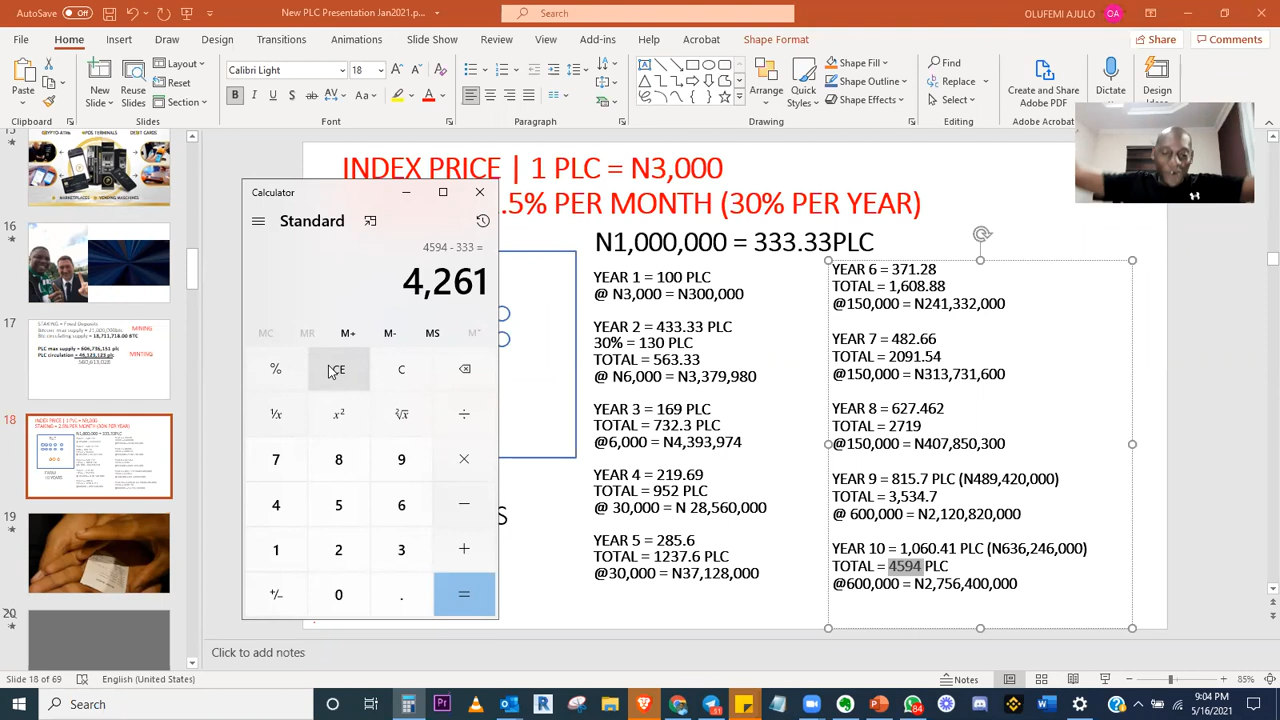 PLC Training Jan2021...
Saved
Search
Share
Comments
File
Home
Insert
Draw
Design
Transitions
Animations
Slide Show
Review
View
Add-ins
Help
Acrobat
Shape Format
Paste
New Slides
Reuse Slides
Layout
Reset
Section
Calibri Light
18
Arrange
Quick Styles
Shape Fill
Shape Outline
Shape Effects
Find
Replace
Select
Create and Share Adobe PDF
Dictate
Design
Clipboard
Slides
Font
Paragraph
Drawing
Editing
Adobe Acrobat
16
17
18
19
20
INDEX PRICE | 1 PLC = N3,000
.5% PER MONTH (30% PER YEAR)
N1,000,000 = 333.33PLC
YEAR 1 = 100 PLC
@ N3,000 = N300,000
YEAR 2 = 433.33 PLC
30% = 130 PLC
TOTAL = 563.33
@ N6,000 = N3,379,980
YEAR 3 = 169 PLC
TOTAL = 732.3 PLC
@6,000 = N4,393,974
YEAR 4 = 219.69
TOTAL = 952 PLC
@ 30,000 = N 28,560,000
YEAR 5 = 285.6
TOTAL = 1237.6 PLC
@30,000 = N37,128,000
YEAR 6 = 371.28
TOTAL = 1,608.88
@150,000 = N241,332,000
YEAR 7 = 482.66
TOTAL = 2091.54
@150,000 = N313,731,600
YEAR 8 = 627.462
TOTAL = 2719
@150,000 = N407,850,300
YEAR 9 = 815.7 PLC (N489,420,000)
TOTAL = 3,534.7
@ 600,000 = N2,120,820,000
YEAR 10 = 1,060.41 PLC (N636,246,000)
TOTAL = 4594 PLC
@600,000 = N2,756,400,000
Calculator
Standard
4594 - 333 =
4,261
MC MR M+ M- MS
% CE C
7 8 9 ×
4 5 6 −
1 2 3 +
+/- 0 . =
S
Click to add notes
Slide 18 of 69
English (United States)
Notes
85%
Search
84
9:04 PM
5/16/2021